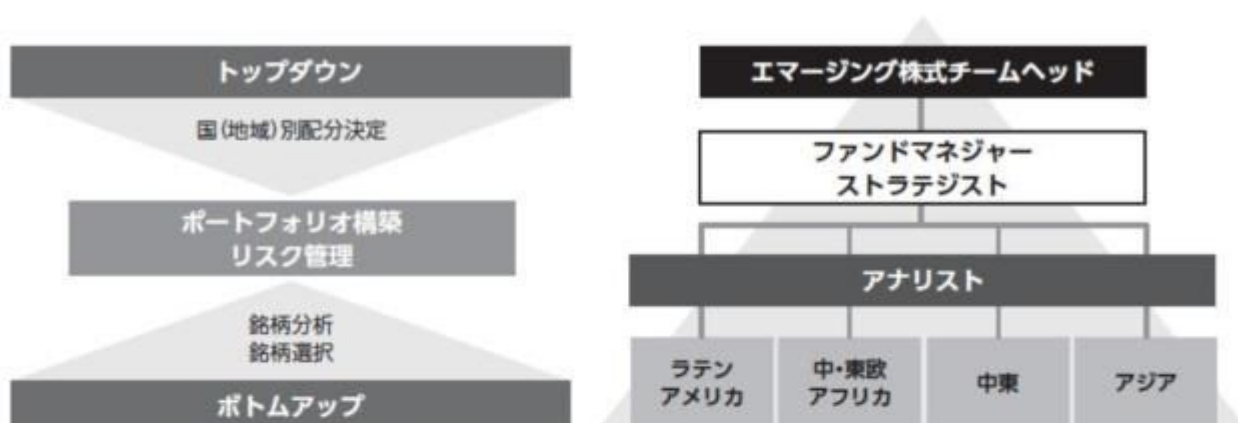 トップダウン
国(地域)別配分決定
ポートフォリオ構築
リスク管理
銘柄分析
銘柄選択
ボトムアップ
エマージング株式チームヘッド
ファンドマネジャー
ストラテジスト
アナリスト
ラテン
アメリカ
中・東欧
アフリカ
中東
アジア